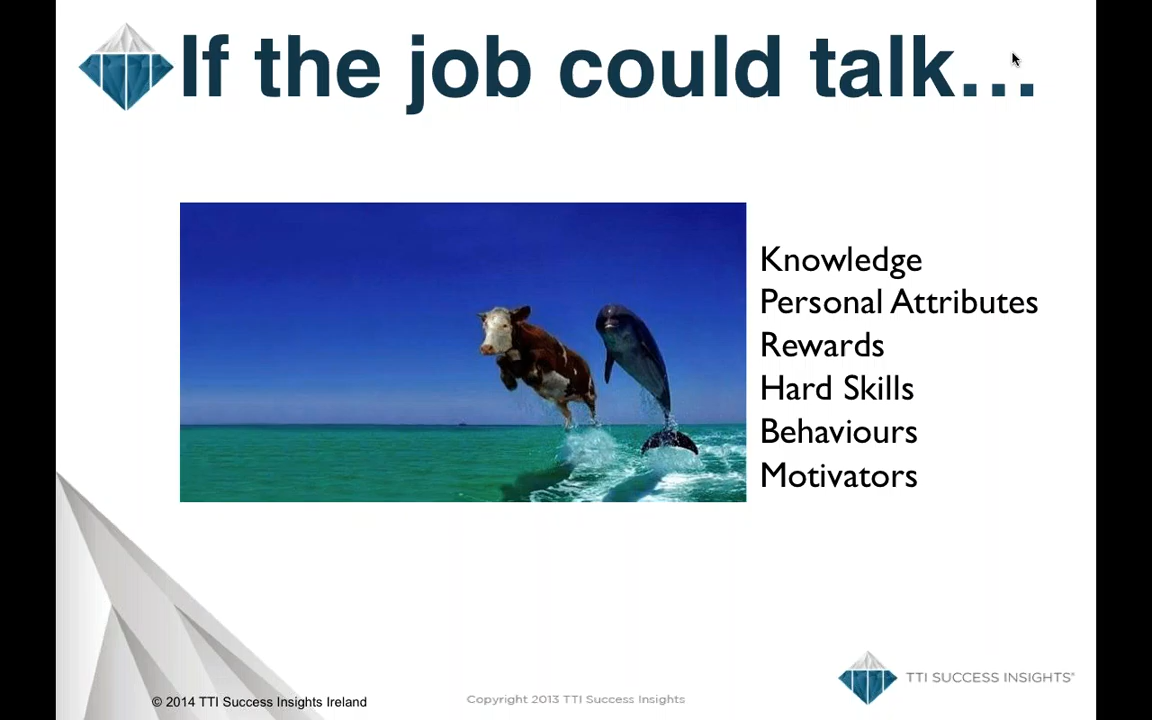 If the job could talk...
Knowledge
Personal Attributes
Rewards
Hard Skills
Behaviours
Motivators
TTI SUCCESS INSIGHTS®
© 2014 TTI Success Insights Ireland
Copyright 2013 TTI Success Insights